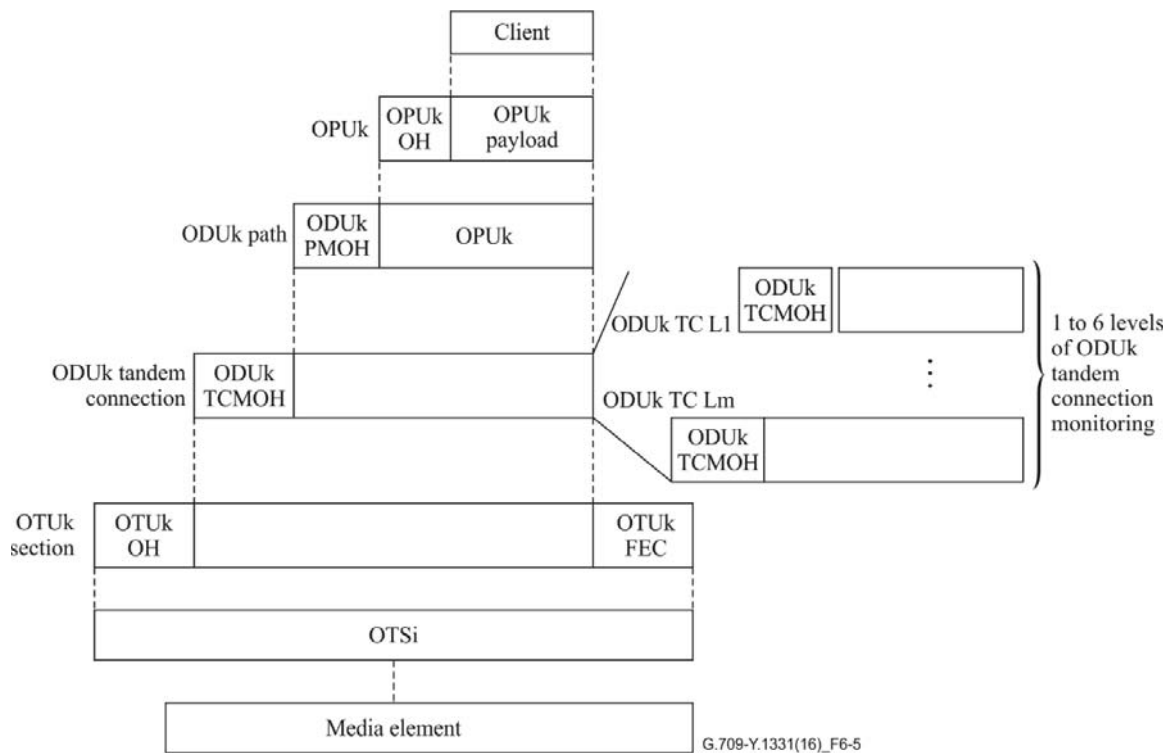 Client
OPUk
OPUk
OH
OPUk
payload
ODUk path
ODUk
PMOH
OPUk
ODUk tandem
connection
ODUk
TCMOH
ODUk TC L1
ODUk
TCMOH
ODUk TC Lm
ODUk
TCMOH
1 to 6 levels
of ODUk
tandem
connection
monitoring
OTUk
section
OTUk
OH
OTUk
FEC
OTSi
Media element
G.709-Y.1331(16)_F6-5